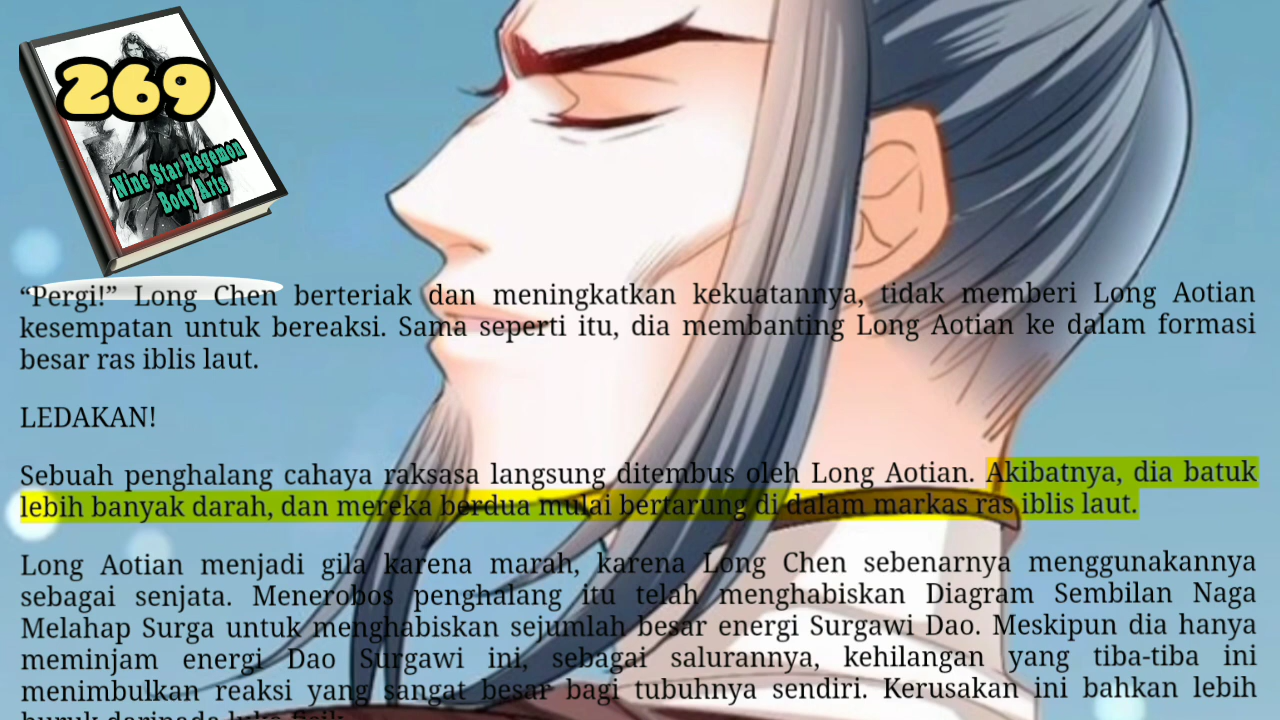 269
Nine Star Hegemon
Body Arts
“Pergi!” Long Chen berteriak dan meningkatkan kekuatannya, tidak memberi Long Aotian
kesempatan untuk bereaksi. Sama seperti itu, dia membanting Long Aotian ke dalam formasi
besar ras iblis laut.
LEDAKAN!
Sebuah penghalang cahaya raksasa langsung ditembus oleh Long Aotian. Akibatnya, dia batuk
lebih banyak darah, dan mereka berdua mulai bertarung di dalam markas ras iblis laut.
Long Aotian menjadi gila karena marah, karena Long Chen sebenarnya menggunakannya
sebagai senjata. Menerobos penghalang itu telah menghabiskan Diagram Sembilan Naga
Melahap Surga untuk menghabiskan sejumlah besar energi Surgawi Dao. Meskipun dia hanya
meminjam energi Dao Surgawi ini, sebagai salurannya, kehilangan yang tiba-tiba ini
menimbulkan reaksi yang sangat besar bagi tubuhnya sendiri. Kerusakan ini bahkan lebih